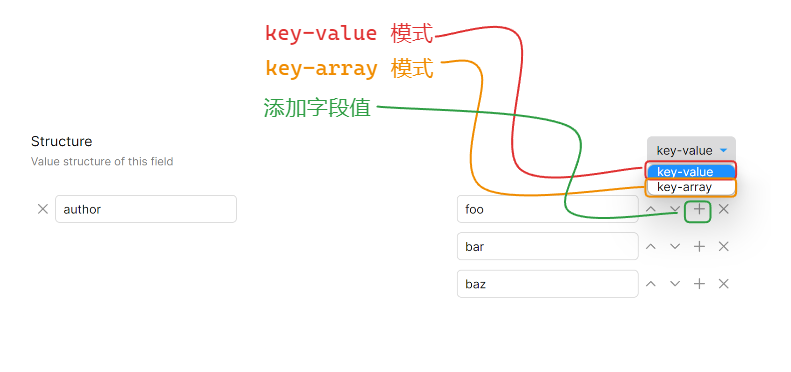 key-value 模式
key-array 模式
添加字段值
Structure
key-value
Value structure of this field
key-value
key-array
author
foo
bar
baz